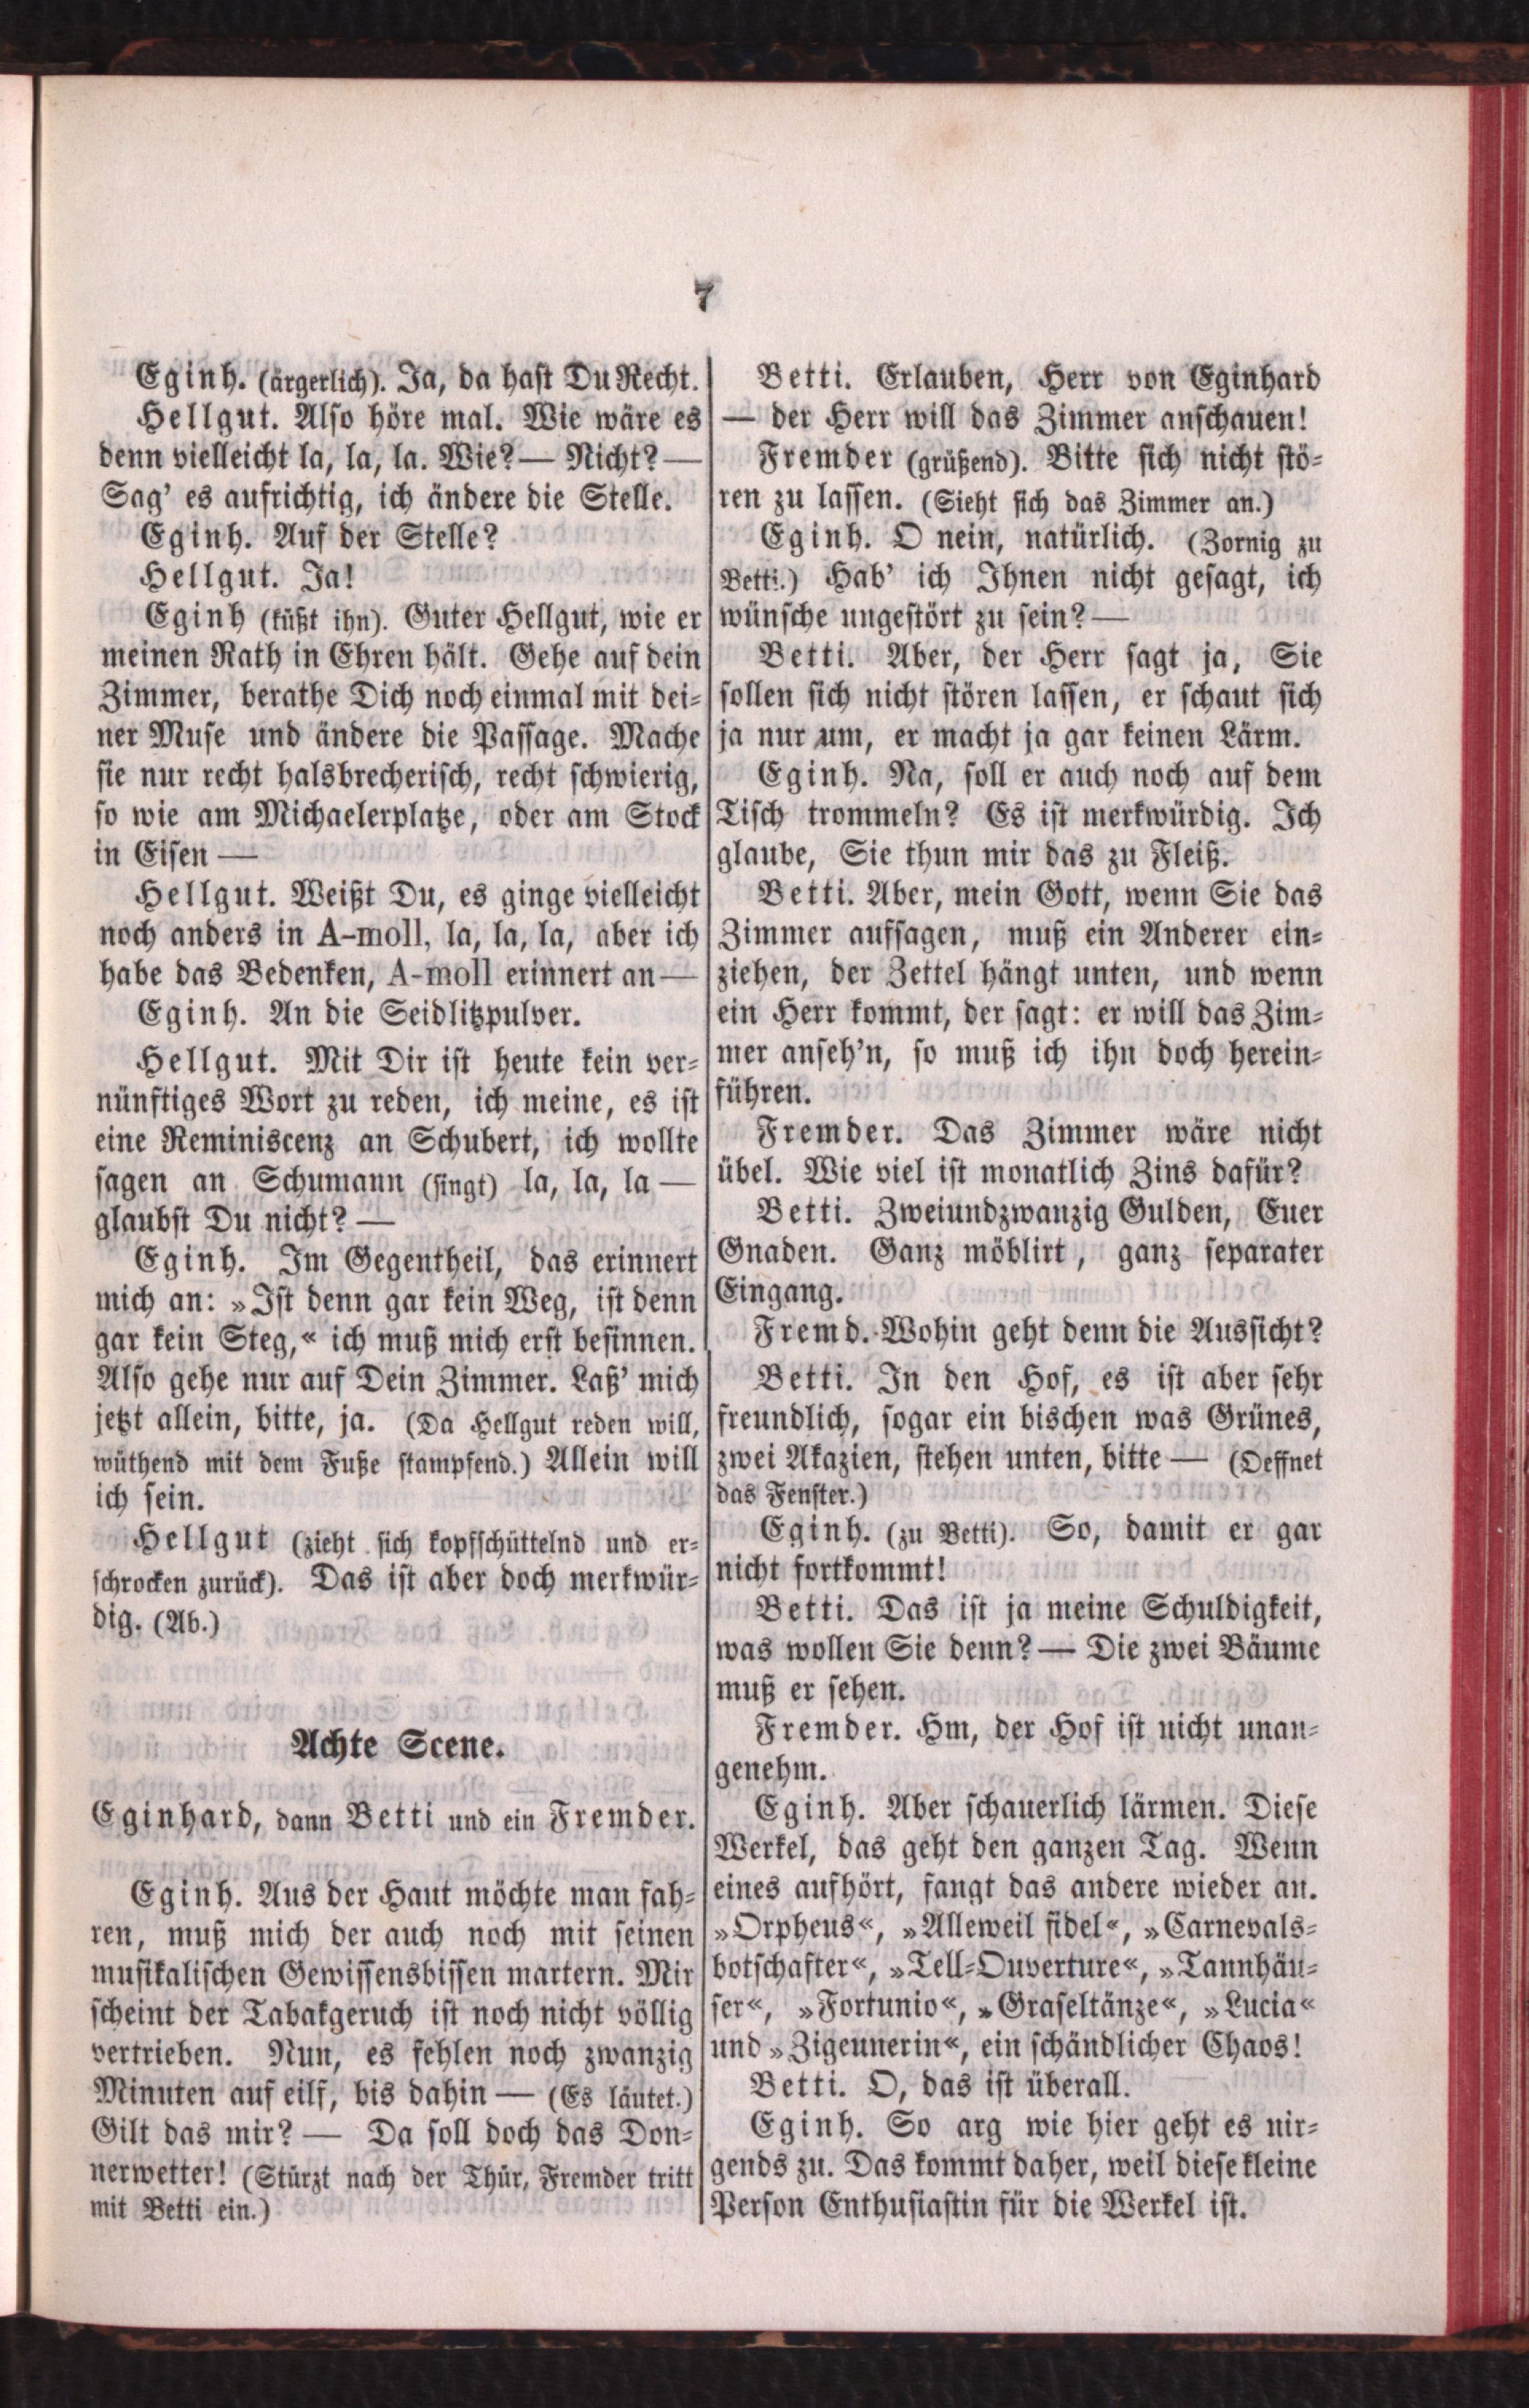 7
Eginh. (ärgerlich). Ja, da hast Du Recht.
Hellgut. Also höre mal. Wie wäre es
denn vielleicht la, la, la. Wie? — Nicht? —
Sag' es aufrichtig, ich ändere die Stelle.
Eginh. Auf der Stelle?
Hellgut. Ja!
Eginh (küßt ihn). Guter Hellgut, wie er
meinen Rath in Ehren hält. Gehe auf dein
Zimmer, berathe Dich noch einmal mit dei-
ner Muse und ändere die Passage. Mache
sie nur recht halsbrecherisch, recht schwierig,
so wie am Michaelerplatze, oder am Stock
in Eisen —
Hellgut. Weißt Du, es ginge vielleicht
noch anders in A-moll, la, la, la, aber ich
habe das Bedenken, A-moll erinnert an —
Eginh. An die Seidlitzpulver.
Hellgut. Mit Dir ist heute kein ver-
nünftiges Wort zu reden, ich meine, es ist
eine Reminiscenz an Schubert, ich wollte
sagen an Schumann (singt) la, la, la —
glaubst Du nicht? —
Eginh. Im Gegentheil, das erinnert
mich an: »Ist denn gar kein Weg, ist denn
gar kein Steg,« ich muß mich erst besinnen.
Also gehe nur auf Dein Zimmer. Laß' mich
jetzt allein, bitte, ja. (Da Hellgut reden will,
wüthend mit dem Fuße stampfend.) Allein will
ich sein.
Hellgut (zieht sich kopfschüttelnd und er-
schrocken zurück). Das ist aber doch merkwür-
dig. (Ab.)
Achte Scene.
Eginhard, dann Betti und ein Fremder.
Eginh. Aus der Haut möchte man fah-
ren, muß mich der auch noch mit seinen
musikalischen Gewissensbissen martern. Mir
scheint der Tabakgeruch ist noch nicht völlig
vertrieben. Nun, es fehlen noch zwanzig
Minuten auf eilf, bis dahin — (Es läutet.)
Gilt das mir? — Da soll doch das Don-
nerwetter! (Stürzt nach der Thür, Fremder tritt
mit Betti ein.)
Betti. Erlauben, Herr von Eginhard
— der Herr will das Zimmer anschauen!
Fremder (grüßend). Bitte sich nicht stö-
ren zu lassen. (Sieht sich das Zimmer an.)
Eginh. O nein, natürlich. (Zornig zu
Betti.) Hab' ich Ihnen nicht gesagt, ich
wünsche ungestört zu sein? —
Betti. Aber, der Herr sagt ja, Sie
sollen sich nicht stören lassen, er schaut sich
ja nur um, er macht ja gar keinen Lärm.
Eginh. Na, soll er auch noch auf dem
Tisch trommeln? Es ist merkwürdig. Ich
glaube, Sie thun mir das zu Fleiß.
Betti. Aber, mein Gott, wenn Sie das
Zimmer aufsagen, muß ein Anderer ein-
ziehen, der Zettel hängt unten, und wenn
ein Herr kommt, der sagt: er will das Zim-
mer anseh'n, so muß ich ihn doch herein-
führen.
Fremder. Das Zimmer wäre nicht
übel. Wie viel ist monatlich Zins dafür?
Betti. Zweiundzwanzig Gulden, Euer
Gnaden. Ganz möblirt, ganz separater
Eingang.
Fremd. Wohin geht denn die Aussicht?
Betti. In den Hof, es ist aber sehr
freundlich, sogar ein bischen was Grünes,
zwei Akazien, stehen unten, bitte — (Oeffnet
das Fenster.)
Eginh. (zu Betti). So, damit er gar
nicht fortkommt!
Betti. Das ist ja meine Schuldigkeit,
was wollen Sie denn? — Die zwei Bäume
muß er sehen.
Fremder. Hm, der Hof ist nicht unan-
genehm.
Eginh. Aber schauerlich lärmen. Diese
Werkel, das geht den ganzen Tag. Wenn
eines aufhört, fangt das andere wieder an.
»Orpheus«, »Alleweil fidel«, »Carnevals-
botschafter«, »Tell-Ouverture«, »Tannhäu-
ser«, »Fortunio«, »Graseltänze«, »Lucia«
und »Zigeunerin«, ein schändlicher Chaos!
Betti. O, das ist überall.
Eginh. So arg wie hier geht es nir-
gends zu. Das kommt daher, weil diese kleine
Person Enthusiastin für die Werkel ist.